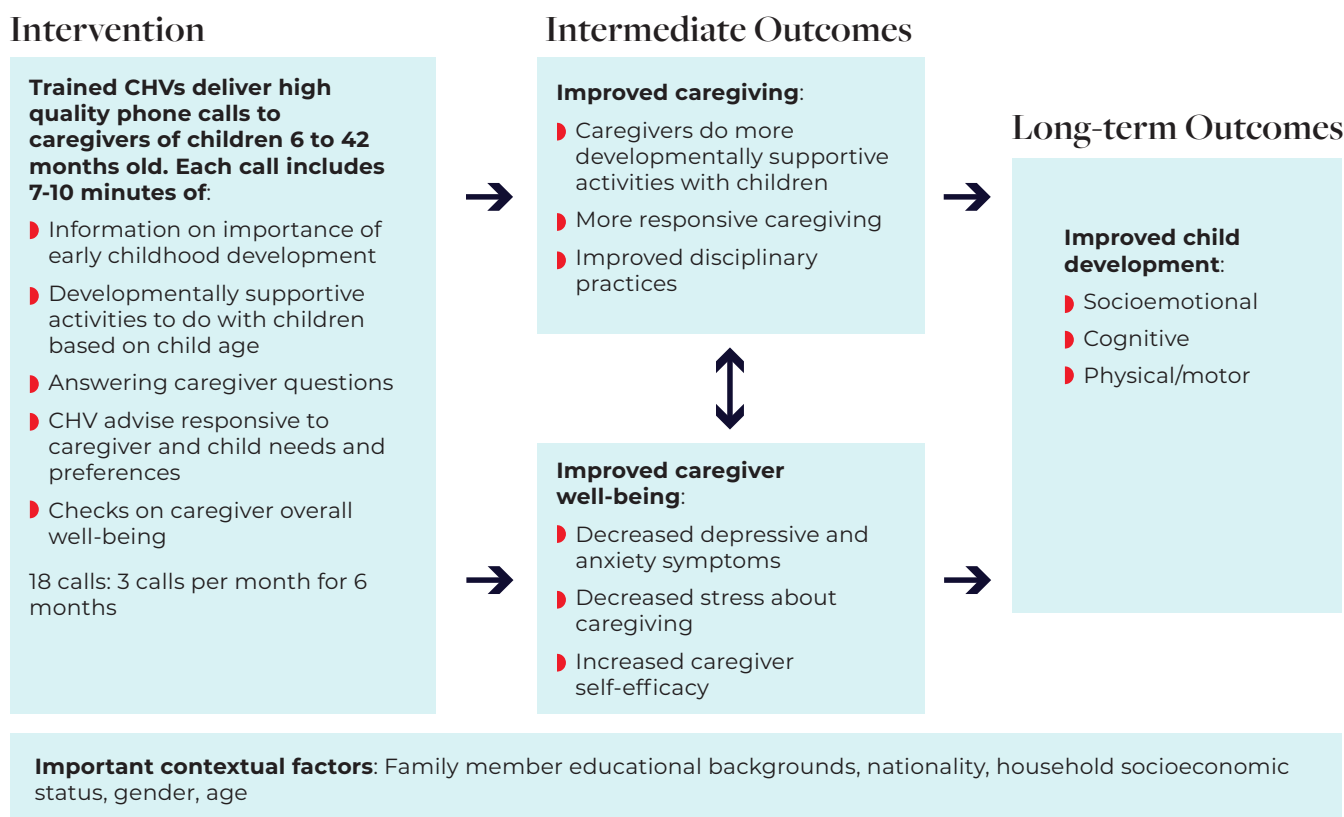 Intervention
Trained CHVs deliver high
quality phone calls to
caregivers of children 6 to 42
months old. Each call includes
7-10 minutes of:
Information on importance of
early childhood development
Developmentally supportive
activities to do with children
based on child age
Answering caregiver questions
CHV advise responsive to
caregiver and child needs and
preferences
Checks on caregiver overall
well-being
18 calls: 3 calls per month for 6
months
Intermediate Outcomes
Improved caregiving:
Caregivers do more
developmentally supportive
activities with children
More responsive caregiving
Improved disciplinary
practices
Improved caregiver
well-being:
Decreased depressive and
anxiety symptoms
Decreased stress about
caregiving
Increased caregiver
self-efficacy
Long-term Outcomes
Improved child
development:
Socioemotional
Cognitive
Physical/motor
Important contextual factors: Family member educational backgrounds, nationality, household socioeconomic
status, gender, age